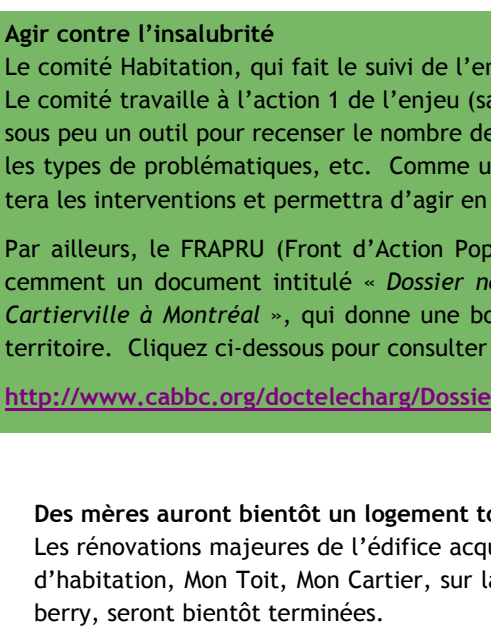 Agir contre l’insalubrité
Le comité Habitation, qui fait le suivi de l’e
Le comité travaille à l’action 1 de l’enjeu (sa
sous peu un outil pour recenser le nombre de
les types de problématiques, etc. Comme u
tera les interventions et permettra d’agir en
Par ailleurs, le FRAPRU (Front d’Action Pop
cemment un document intitulé « Dossier n
Cartierville à Montréal », qui donne une bo
territoire. Cliquez ci-dessous pour consulter
http://www.cabbc.org/doctelecharg/Dossie
Des mères auront bientôt un logement to
Les rénovations majeures de l’édifice acqu
d’habitation, Mon Toit, Mon Cartier, sur la
berry, seront bientôt terminées.